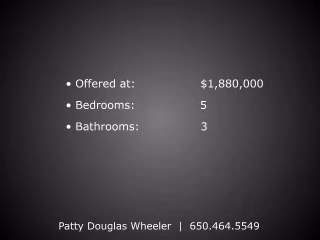 • Offered at: $1,880,000
• Bedrooms: 5
• Bathrooms: 3
Patty Douglas Wheeler | 650.464.5549